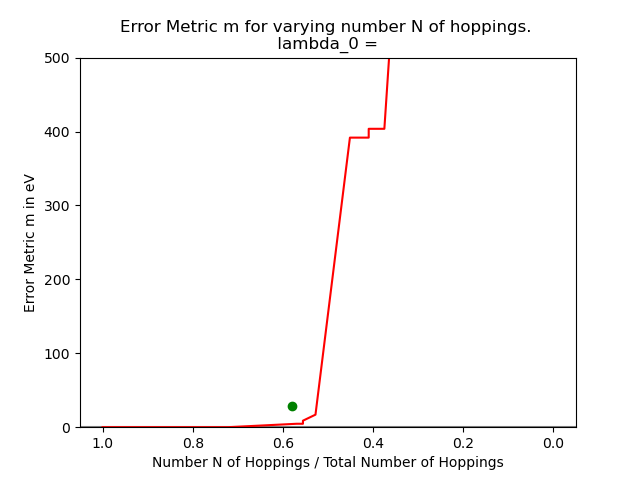 Error Metric m for varying number N of hoppings.
lambda_0 =
Error Metric m in eV
500
400
300
200
100
0
1.0 0.8 0.6 0.4 0.2 0.0
Number N of Hoppings / Total Number of Hoppings